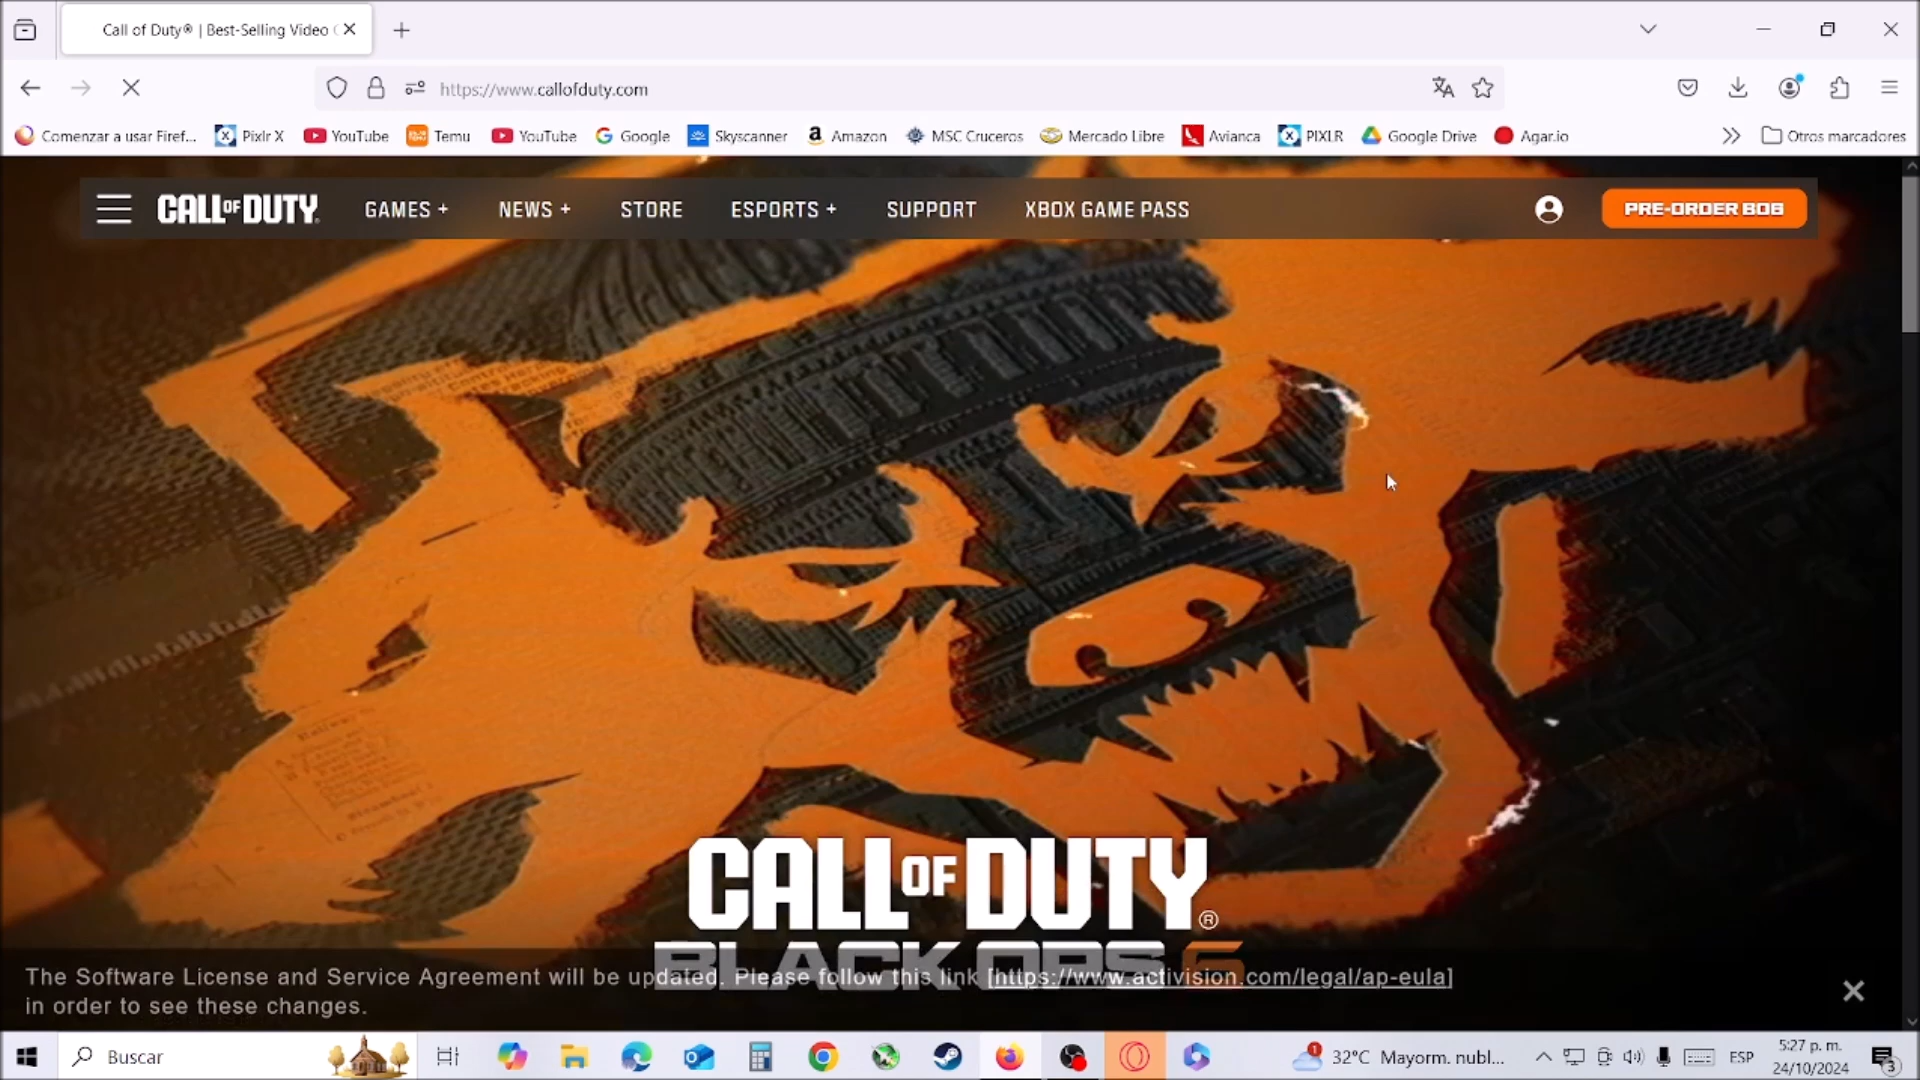 Call of Duty® | Best-Selling Video
https://www.callofduty.com
Comenzar a usar Firef...
Pixlr X
YouTube
Temu
YouTube
Google
Skyscanner
Amazon
MSC Cruceros
Mercado Libre
Avianca
PIXLR
Google Drive
Agar.io
Otros marcadores
CALL OF DUTY
GAMES +
NEWS +
STORE
ESPORTS +
SUPPORT
XBOX GAME PASS
PRE-ORDER BO6
CALL OF DUTY®
BLACK OPS 6
The Software License and Service Agreement will be updated. Please follow this link [https://www.activision.com/legal/ap-eula]
in order to see these changes.
Buscar
32°C Mayorm. nubl...
ESP
5:27 p. m.
24/10/2024
3